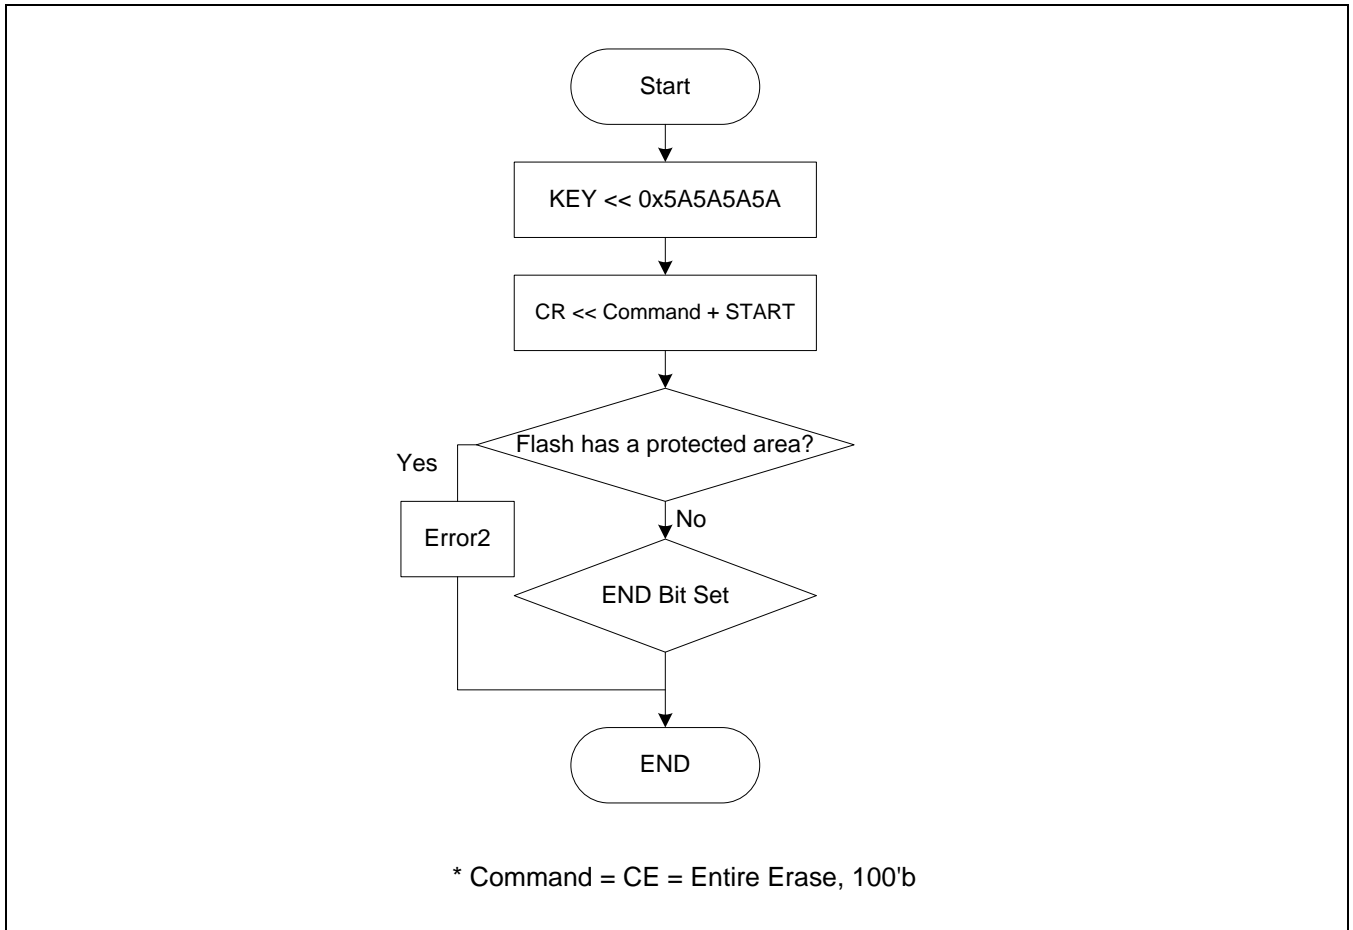 Start
KEY << 0x5A5A5A5A
CR << Command + START
Flash has a protected area?
Yes
No
Error2
END Bit Set
END
* Command = CE = Entire Erase, 100'b